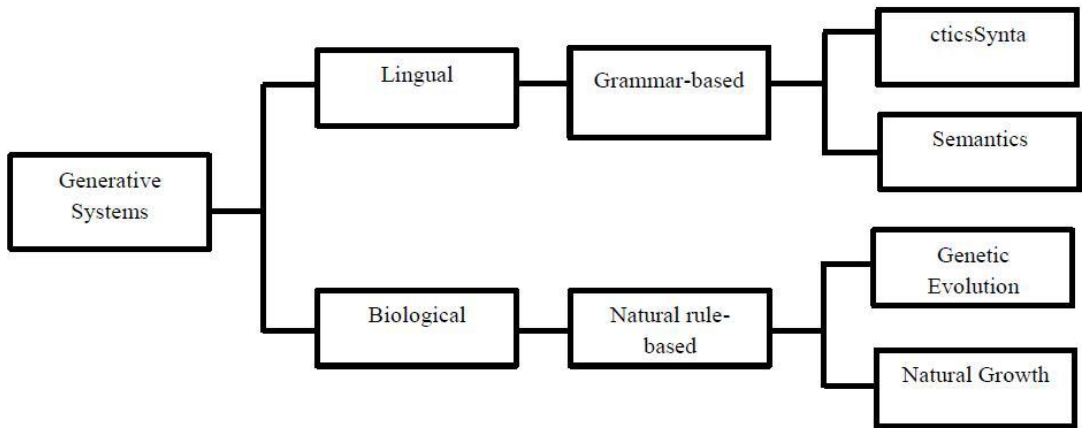 Generative
Systems
Lingual
Grammar-based
cticsSynta
Semantics
Biological
Natural rule-
based
Genetic
Evolution
Natural Growth